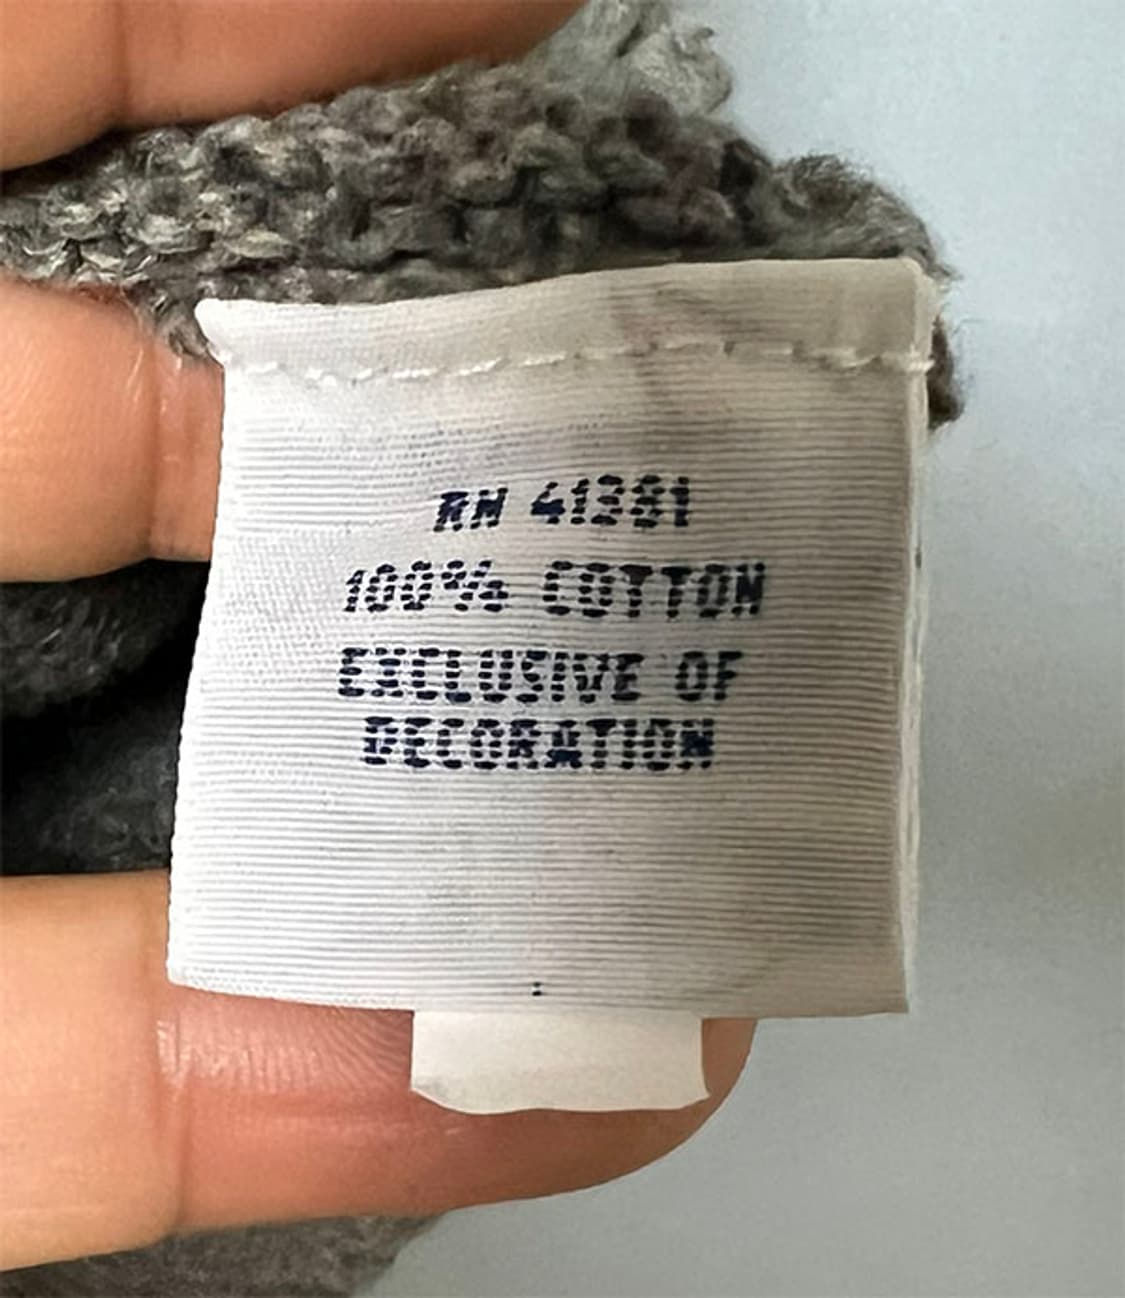 RN 41381
100% COTTON
EXCLUSIVE OF
DECORATION